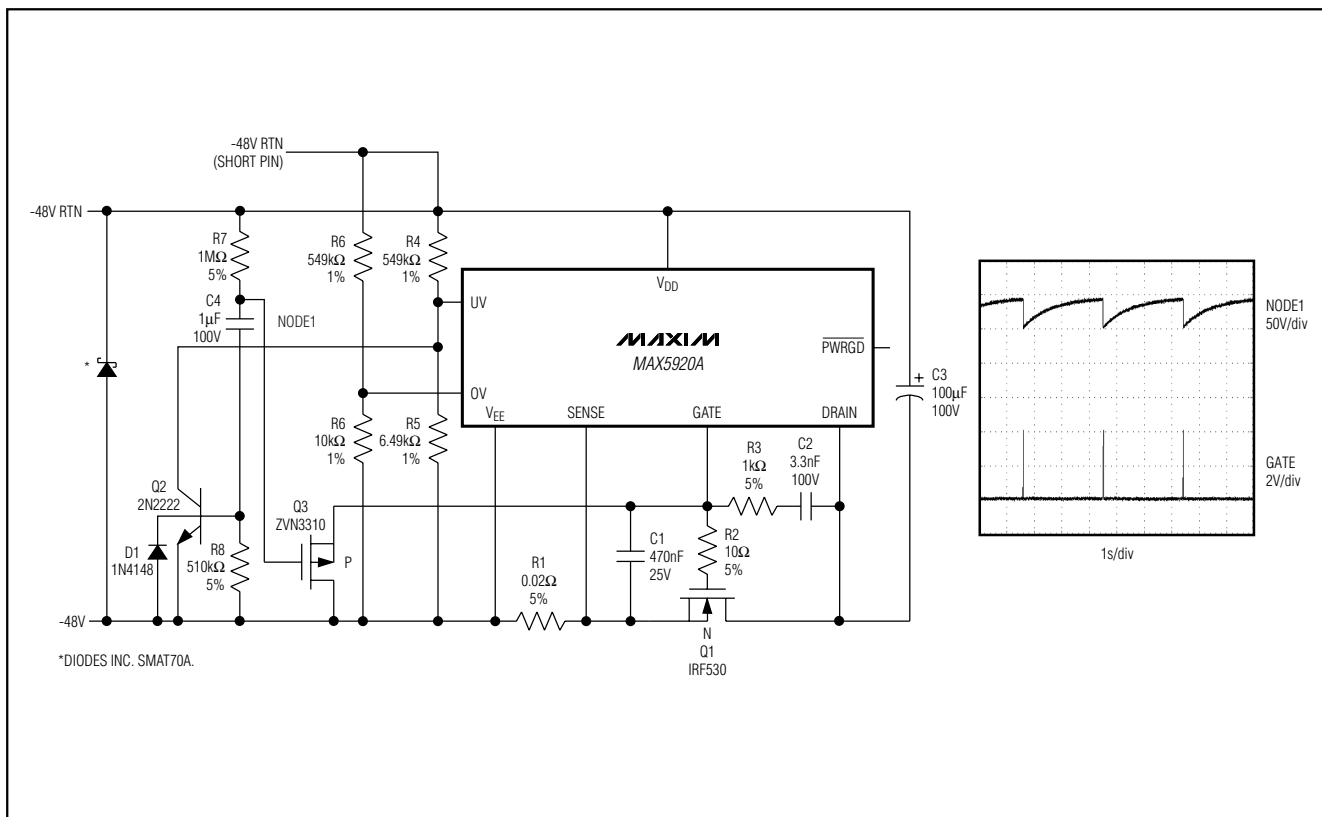 -48V RTN
(SHORT PIN)
-48V RTN
R7
1MΩ
5%
R6
549kΩ
1%
R4
549kΩ
1%
VDD
UV
C4
1µF
100V
NODE1
MAXIM
MAX5920A
PWRGD
OV
VEE
SENSE
GATE
DRAIN
C3
100µF
100V
+
R6
10kΩ
1%
R5
6.49kΩ
1%
R3
1kΩ
5%
C2
3.3nF
100V
Q2
2N2222
Q3
ZVN3310
P
D1
1N4148
R8
510kΩ
5%
R1
0.02Ω
5%
C1
470nF
25V
R2
10Ω
5%
-48V
N
Q1
IRF530
*
*DIODES INC. SMAT70A.
NODE1
50V/div
GATE
2V/div
1s/div